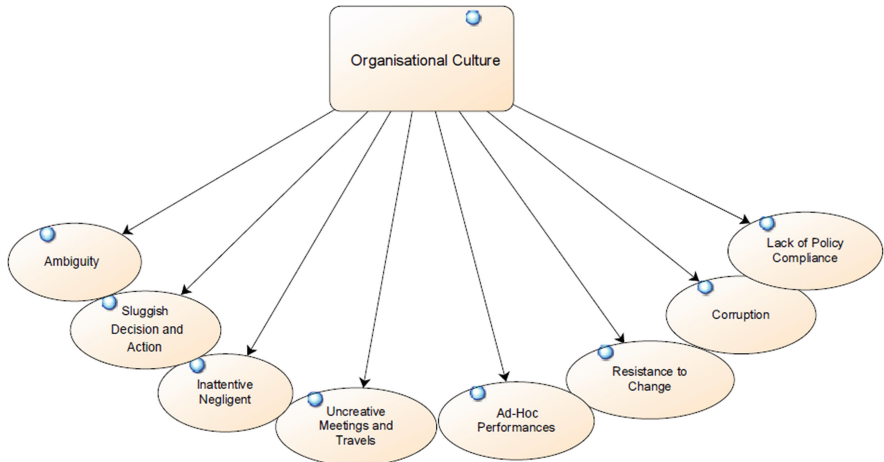 Organisational Culture
Ambiguity
Sluggish
Decision and
Action
Inattentive
Negligent
Uncreative
Meetings and
Travels
Ad-Hoc
Performances
Resistance to
Change
Corruption
Lack of Policy
Compliance